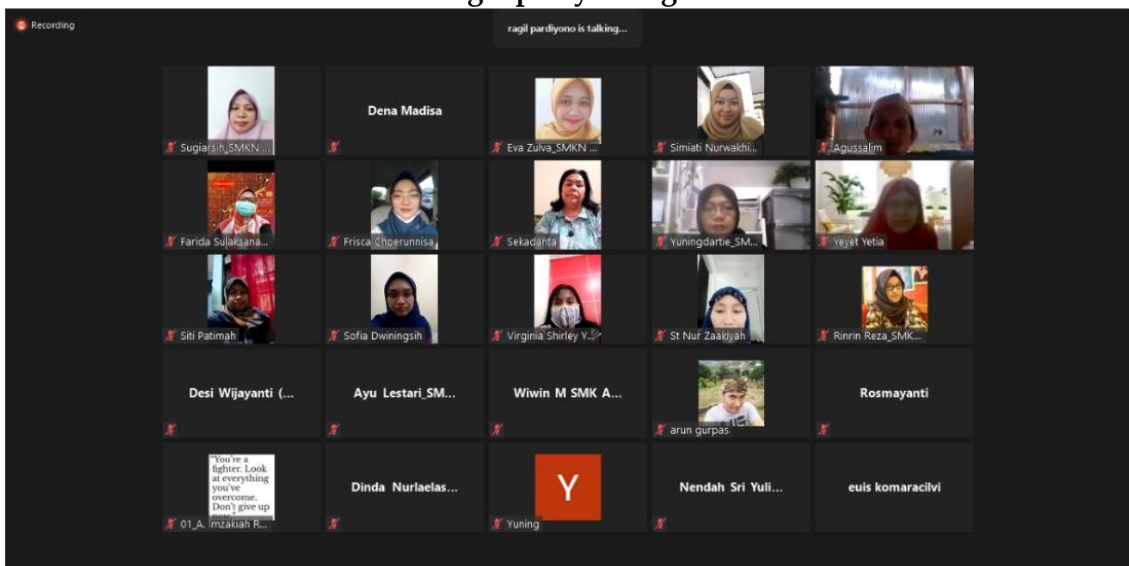 Recording
ragil pardiyono is talking...
Sugiarsih_SMKN ...
Dena Madisa
Eva Zulva_SMKN ...
Simiati Nurwakhi...
Agussalim
Farida Sulaksana...
Frisca Choerunnisa
Sekadanta
Yuningdartie_SM...
Yeyet Yetia
Siti Patimah
Sofia Dwiningsih
Virginia Shirley Y...
St Nur Zaakiyah
Rinrin Reza_SMK...
Desi Wijayanti (...
Ayu Lestari_SM...
Wiwin M SMK A...
arun gurpas
Rosmayanti
"You're a
fighter. Look
at everything
you've
overcome.
Don't give up
01_A. Imzakiah R...
Dinda Nurlaelas...
Y
Yuning
Nendah Sri Yuli...
euis komaracilvi